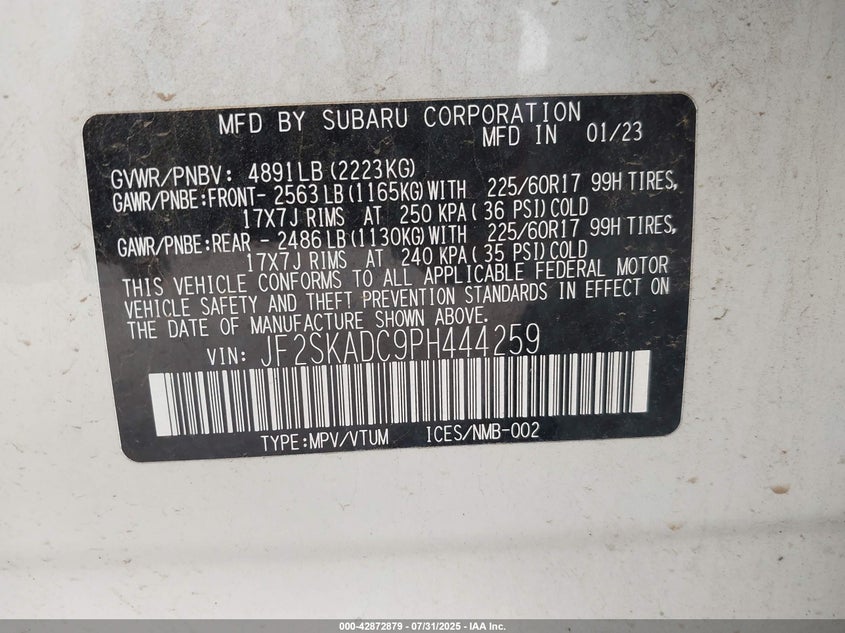 MFD BY SUBARU CORPORATION
MFD IN 01/23
GVWR/PNBV: 4891LB (2223KG)
GAWR/PNBE:FRONT- 2563LB (1165KG) WITH 225/60R17 99H TIRES,
17X7J RIMS AT 250 KPA (36 PSI) COLD
GAWR/PNBE:REAR - 2486LB (1130KG) WITH 225/60R17 99H TIRES,
17X7J RIMS AT 240 KPA (35 PSI) COLD
THIS VEHICLE CONFORMS TO ALL APPLICABLE FEDERAL MOTOR
VEHICLE SAFETY AND THEFT PREVENTION STANDARDS IN EFFECT ON
THE DATE OF MANUFACTURE SHOWN ABOVE.
VIN: JF2SKADC9PH444259
TYPE:MPV/VTUM ICES/NMB-002
000-42872879 - 07/31/2025 - IAA Inc.